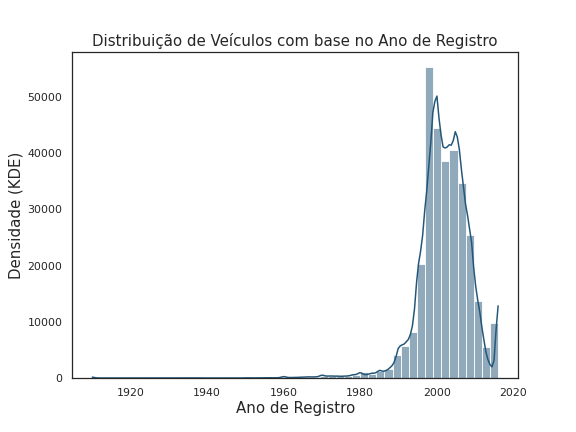 Distribuição de Veículos com base no Ano de Registro
Densidade (KDE)
50000
40000
30000
20000
10000
0
1920 1940 1960 1980 2000 2020
Ano de Registro